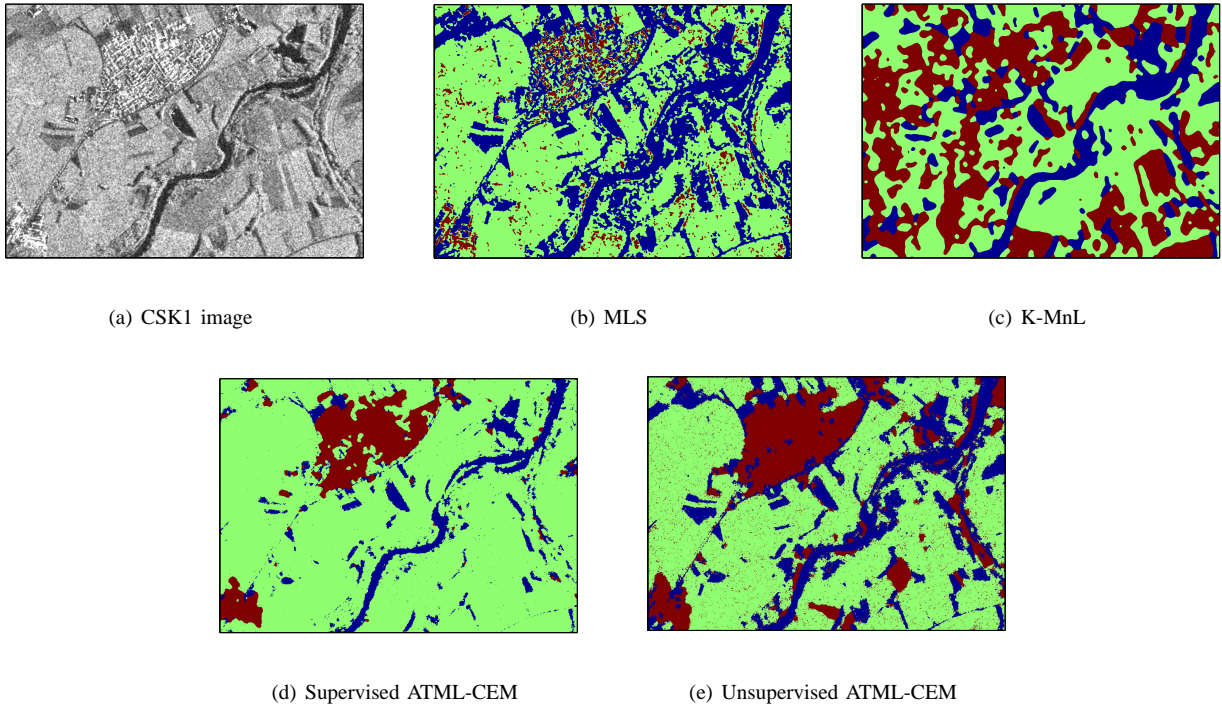 (a) CSK1 image
(b) MLS
(c) K-MnL
(d) Supervised ATML-CEM
(e) Unsupervised ATML-CEM